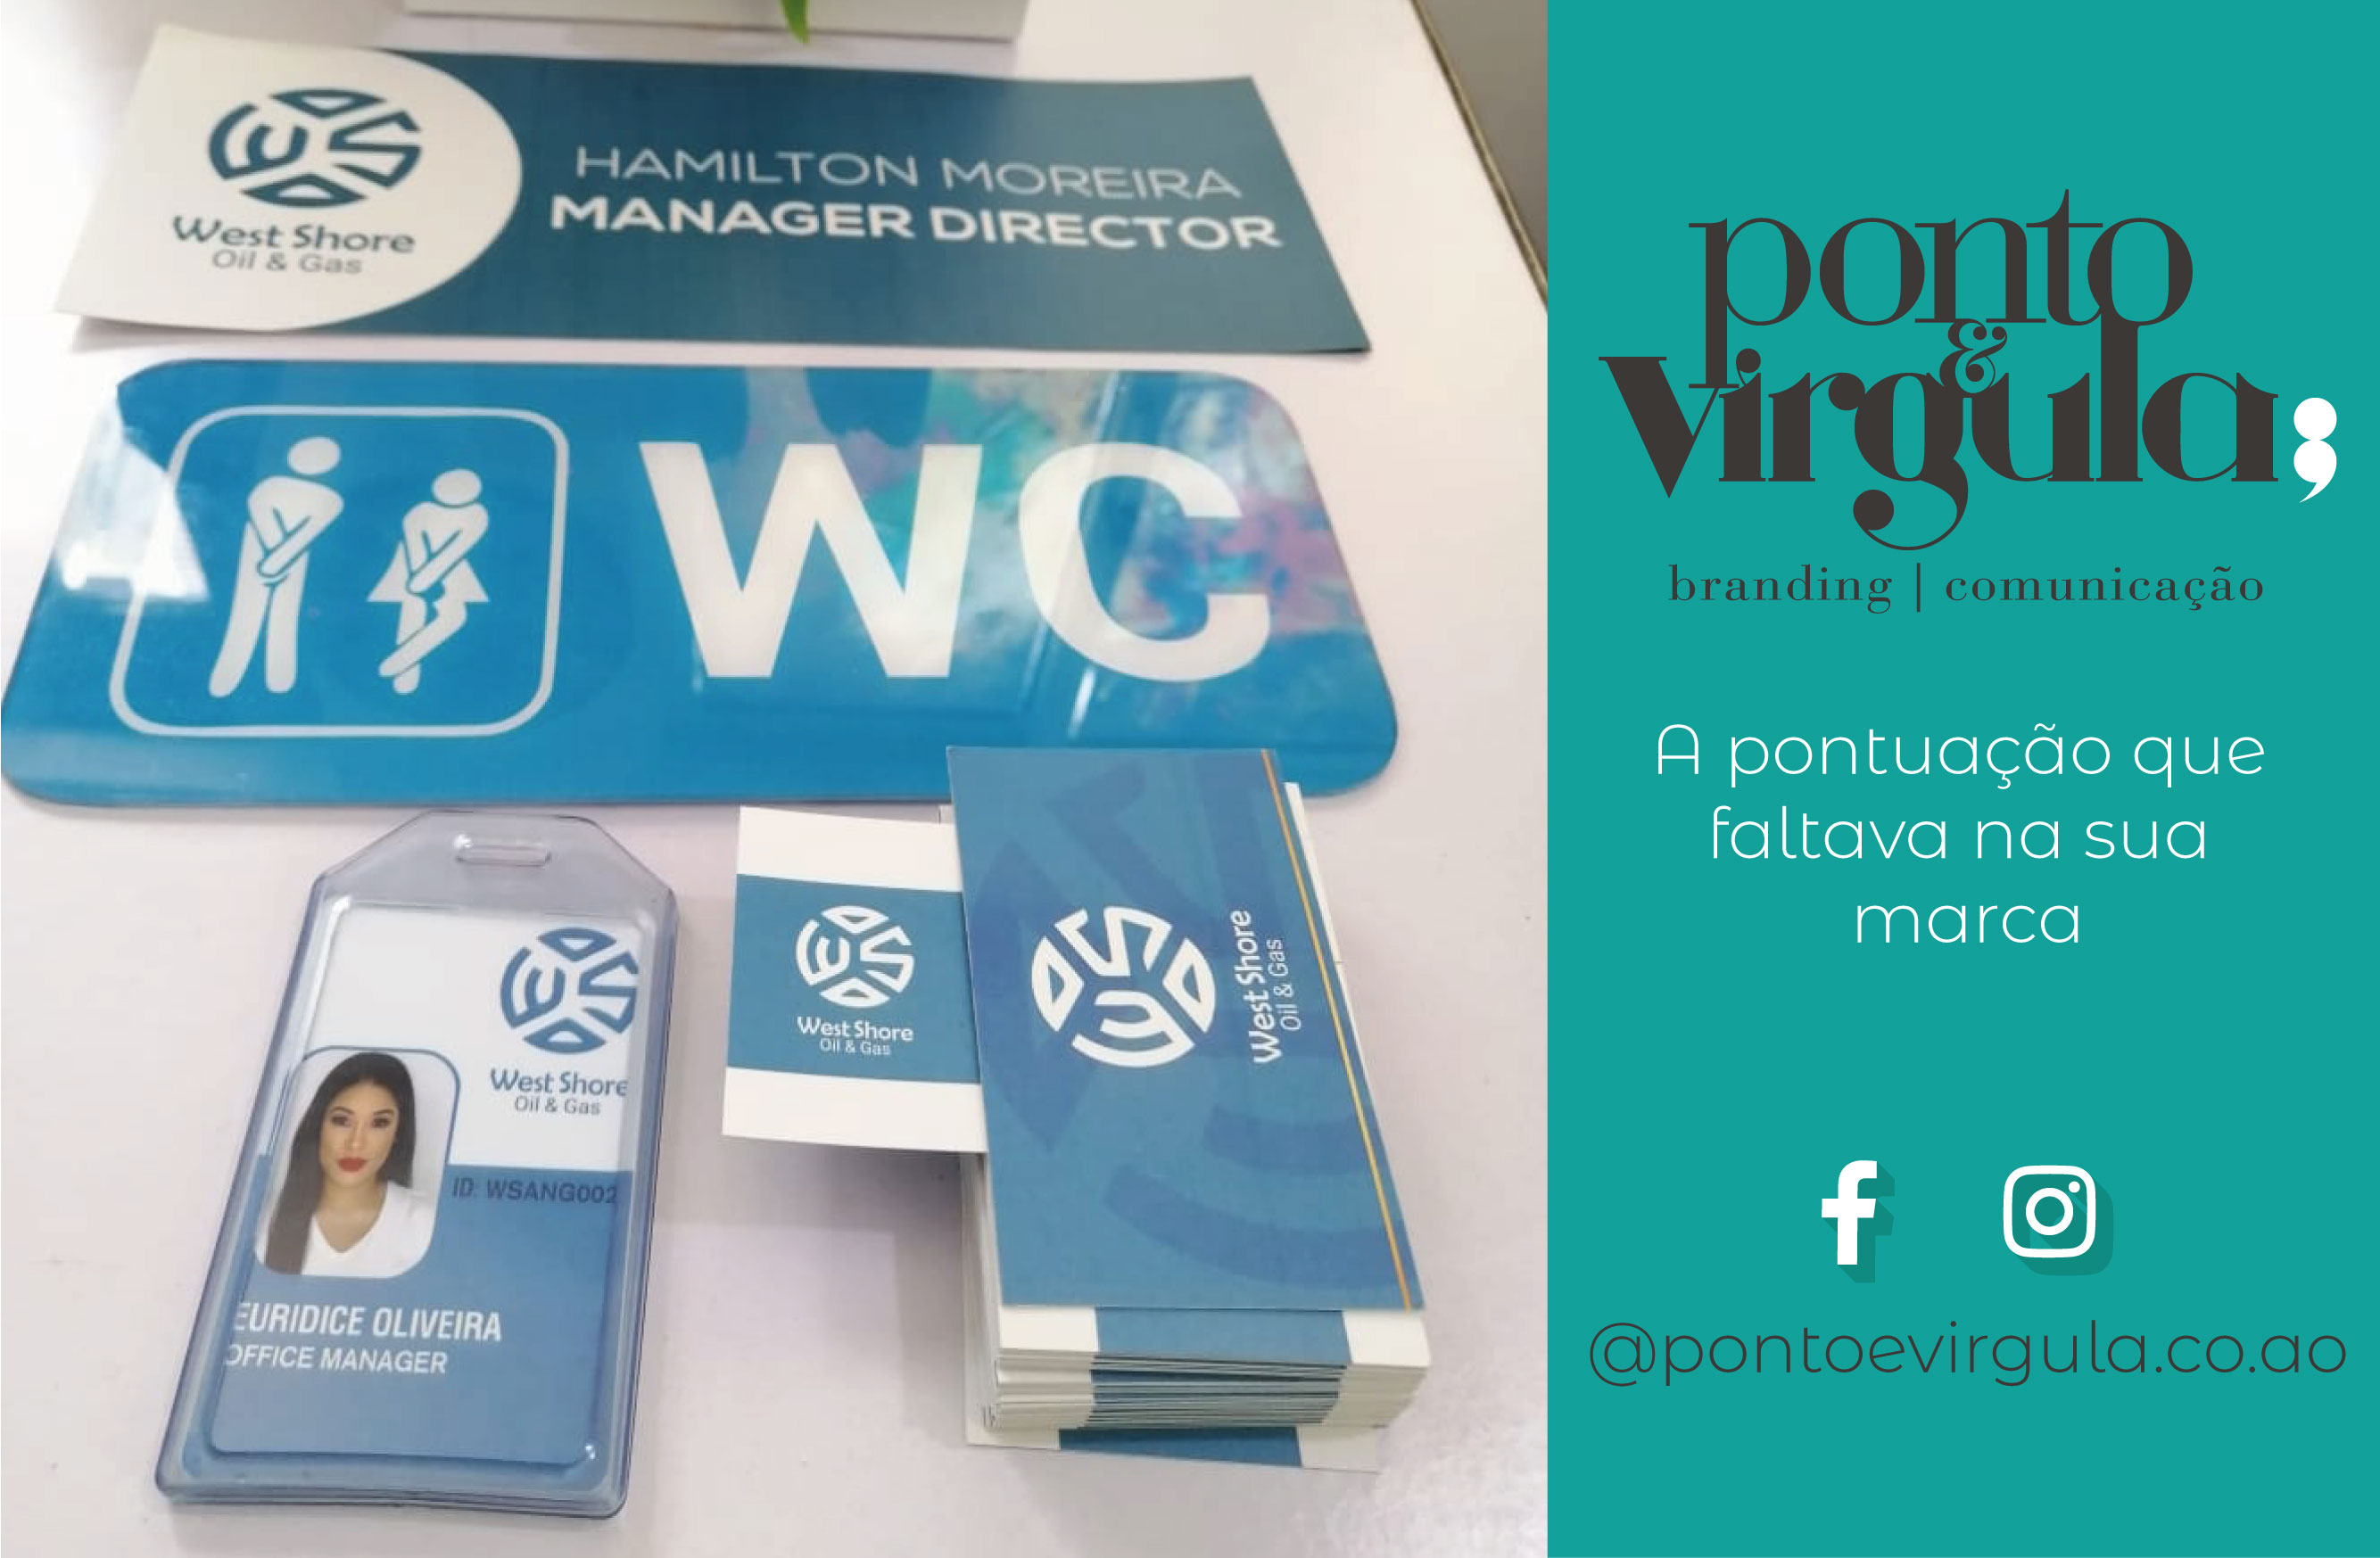 West Shore
Oil & Gas
HAMILTON MOREIRA
MANAGER DIRECTOR
WC
West Shore
Oil & Gas
ID: WSANG002
EURIDICE OLIVEIRA
OFFICE MANAGER
West Shore
Oil & Gas
West Shore
Oil & Gas
ponto
&
virgula;
branding | comunicação
A pontuação que
faltava na sua
marca
@pontoevirgula.co.ao